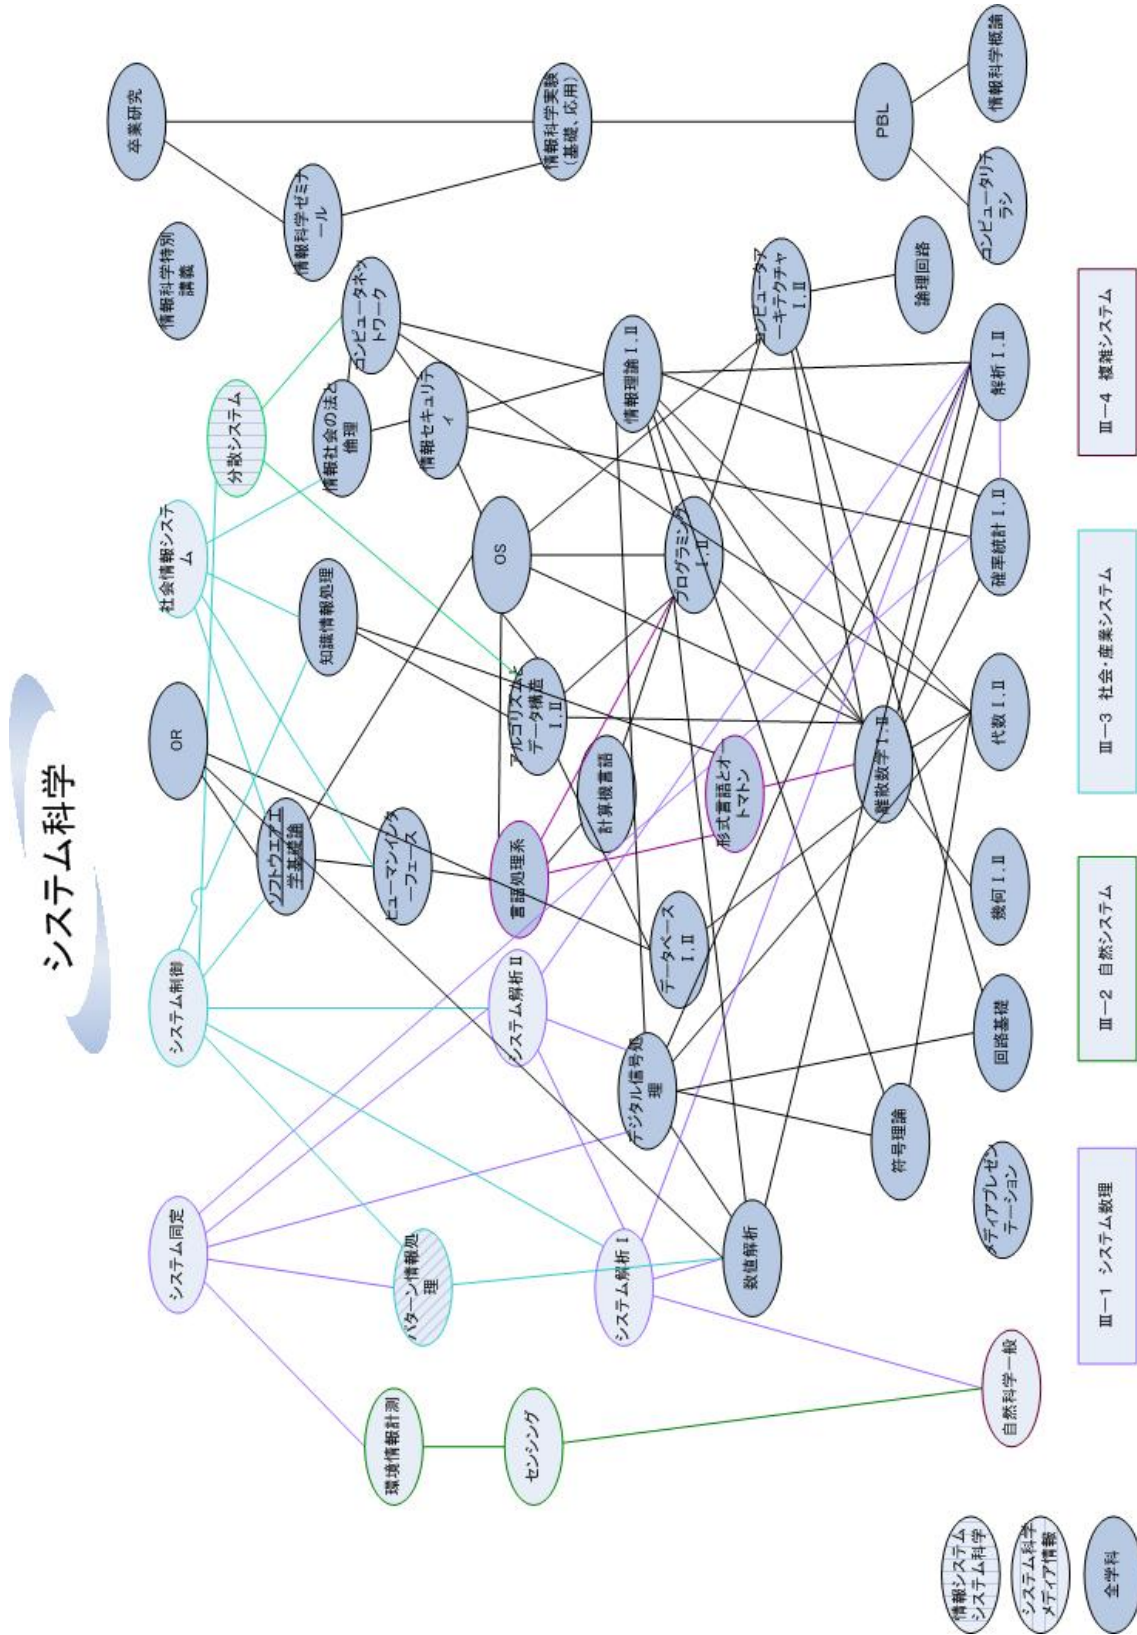 システム科学
システム同定
システム制御
OR
社会情報システ
ム
分散システム
情報科学特別
講義
卒業研究
ソフトウエア工
学基礎論
知識情報処理
情報社会の法と
倫理
コンピュータネッ
トワーク
情報科学ゼミナ
ール
環境情報計測
パターン情報処
理
ヒューマンインタ
ーフェース
情報セキュリテ
ィ
センシング
システム解析Ⅱ
言語処理系
アルゴリズムと
データ構造
Ⅰ,Ⅱ
OS
情報科学実験
(基礎、応用)
システム解析Ⅰ
デジタル信号処
理
計算機言語
情報理論Ⅰ,Ⅱ
データベース
Ⅰ,Ⅱ
形式言語とオー
トマトン
プログラミング
Ⅰ,Ⅱ
数値解析
コンピュータア
ーキテクチャ
Ⅰ,Ⅱ
符号理論
離散数学Ⅰ,Ⅱ
論理回路
PBL
自然科学一般
メディアプレゼン
テーション
回路基礎
幾何Ⅰ,Ⅱ
代数Ⅰ,Ⅱ
確率統計Ⅰ,Ⅱ
解析Ⅰ,Ⅱ
コンピュータリテ
ラシ
情報科学概論
情報システム
システム科学
システム科学
メディア情報
全学科
Ⅲ－1 システム数理
Ⅲ－2 自然システム
Ⅲ－3 社会・産業システム
Ⅲ－4 複雑システム